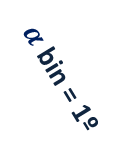 α bin = 1º